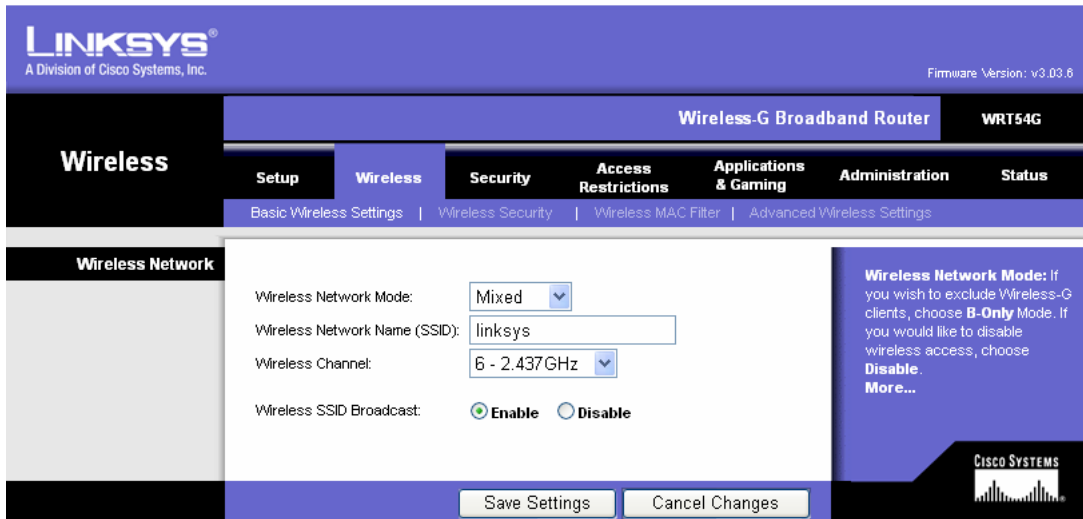 LINKSYS®
A Division of Cisco Systems, Inc.
Firmware Version: v3.03.6
Wireless-G Broadband Router WRT54G
Wireless
Setup Wireless Security Access Restrictions Applications & Gaming Administration Status
Basic Wireless Settings | Wireless Security | Wireless MAC Filter | Advanced Wireless Settings
Wireless Network
Wireless Network Mode: Mixed
Wireless Network Name (SSID): linksys
Wireless Channel: 6 - 2.437GHz
Wireless SSID Broadcast: Enable Disable
Wireless Network Mode: If
you wish to exclude Wireless-G
clients, choose B-Only Mode. If
you would like to disable
wireless access, choose
Disable.
More...
CISCO SYSTEMS
Save Settings Cancel Changes